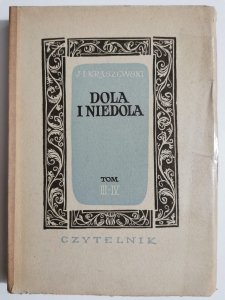 J. I. KRASZEWSKI
DOLA
I NIEDOLA
TOM
III-IV
CZYTELNIK